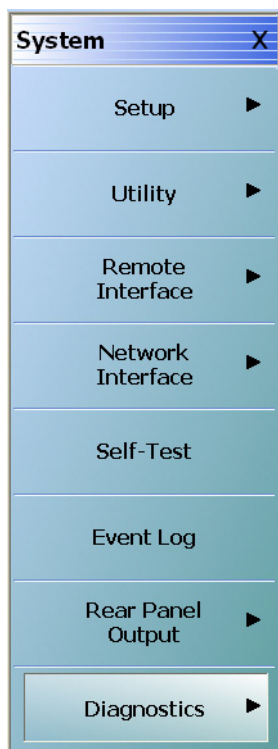 System X
Setup
Utility
Remote
Interface
Network
Interface
Self-Test
Event Log
Rear Panel
Output
Diagnostics